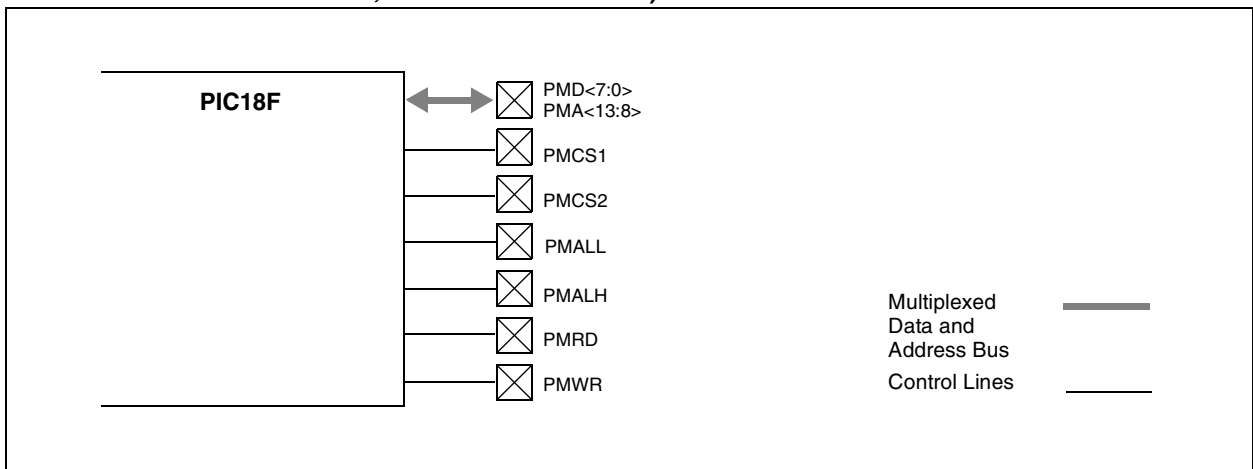 PIC18F
PMD<7:0>
PMA<13:8>
PMCS1
PMCS2
PMALL
PMALH
PMRD
PMWR
Multiplexed
Data and
Address Bus
Control Lines